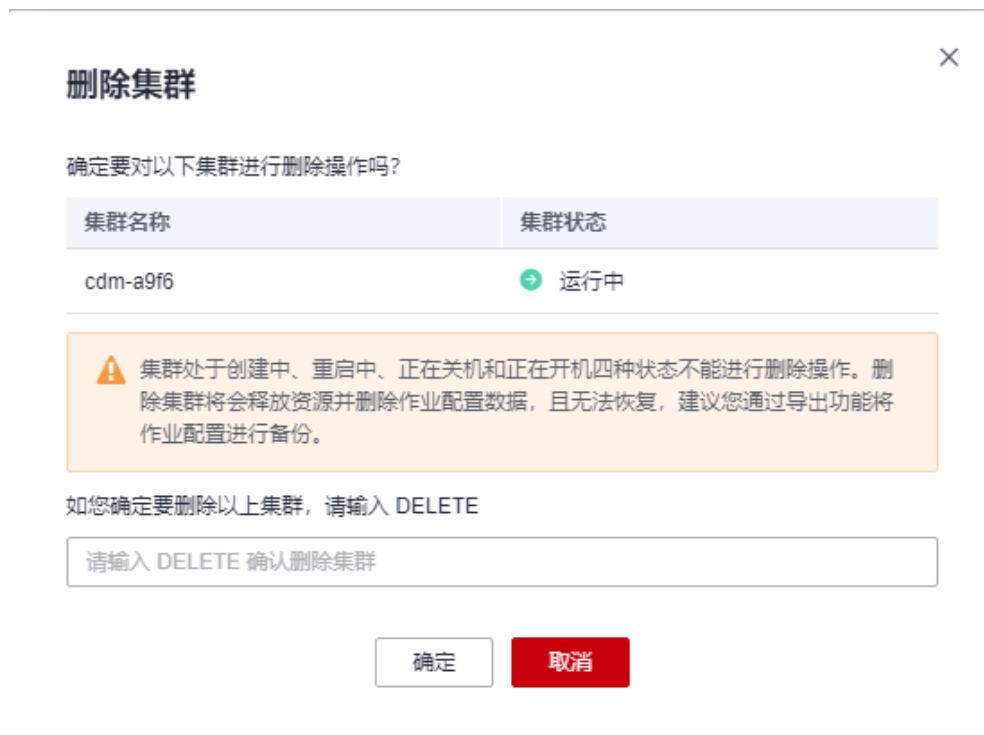 删除集群
确定要对以下集群进行删除操作吗?
集群名称 集群状态
cdm-a9f6 运行中
集群处于创建中、重启中、正在关机和正在开机四种状态不能进行删除操作。删
除集群将会释放资源并删除作业配置数据，且无法恢复，建议您通过导出功能将
作业配置进行备份。
如您确定要删除以上集群，请输入 DELETE
请输入 DELETE 确认删除集群
确定 取消